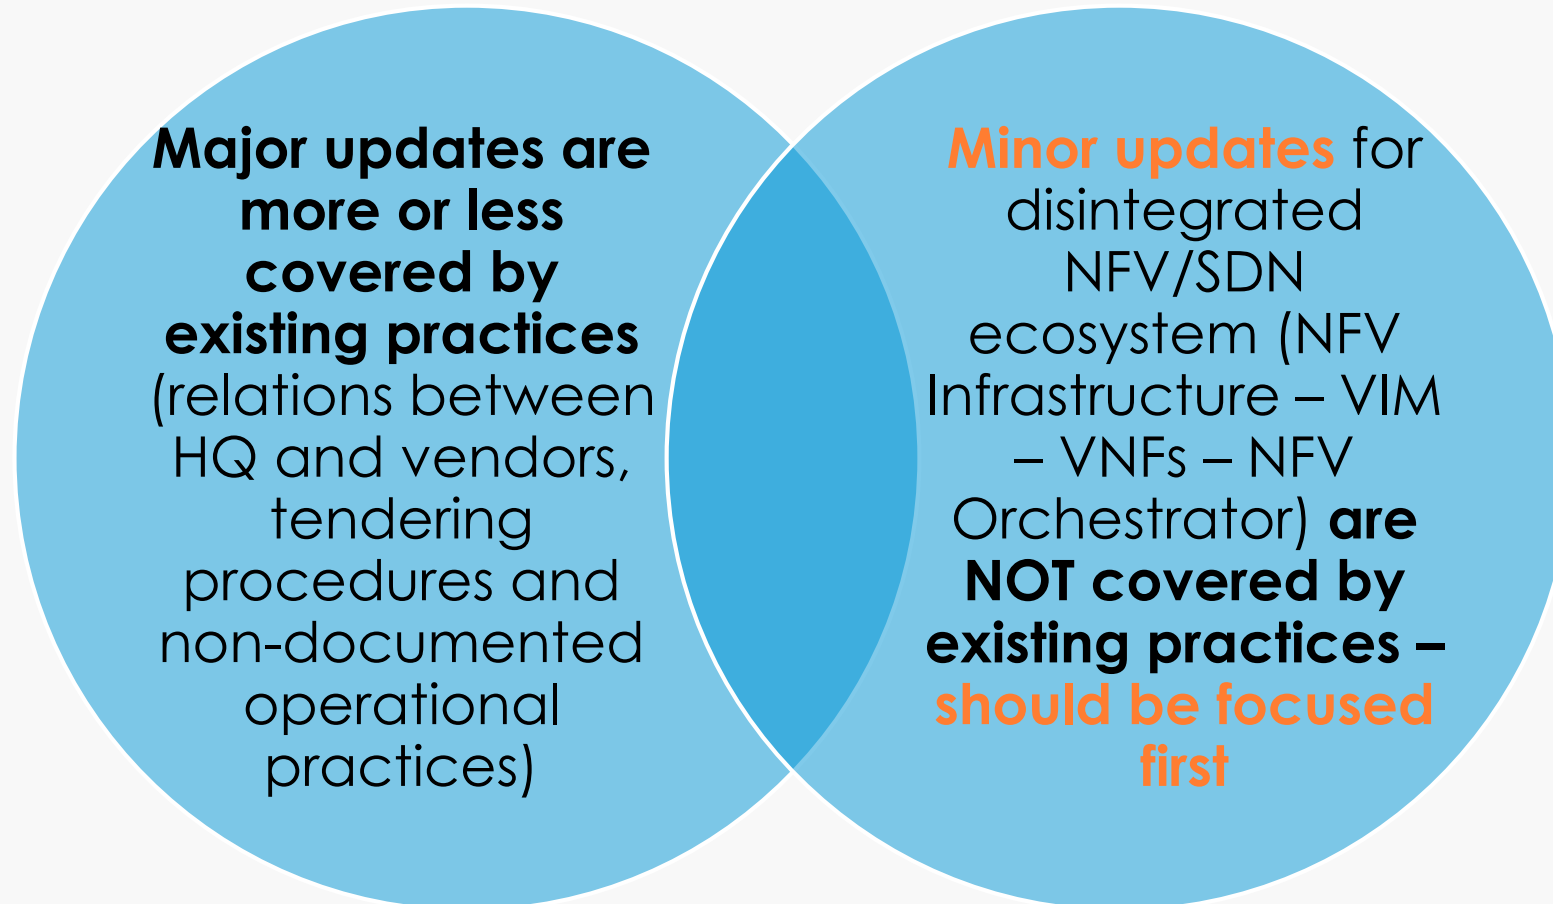 Major updates are
more or less
covered by
existing practices
(relations between
HQ and vendors,
tendering
procedures and
non-documented
operational
practices)
Minor updates for
disintegrated
NFV/SDN
ecosystem (NFV
Infrastructure – VIM
– VNFs – NFV
Orchestrator) are
NOT covered by
existing practices –
should be focused
first